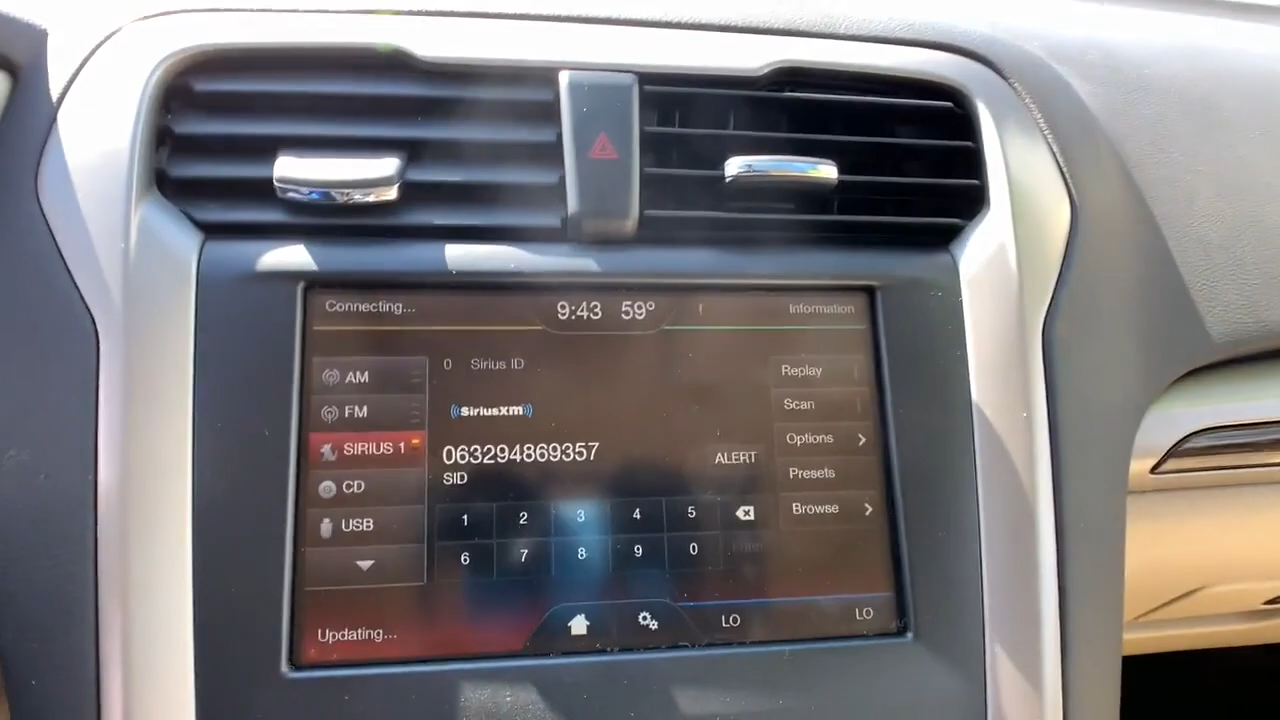 Connecting...
9:43 59°
Information
AM
FM
SIRIUS 1
CD
USB
0 Sirius ID
((SiriusXM))
063294869357
SID
ALERT
1 2 3 4 5
6 7 8 9 0
Replay
Scan
Options
Presets
Browse
Updating...
LO
LO